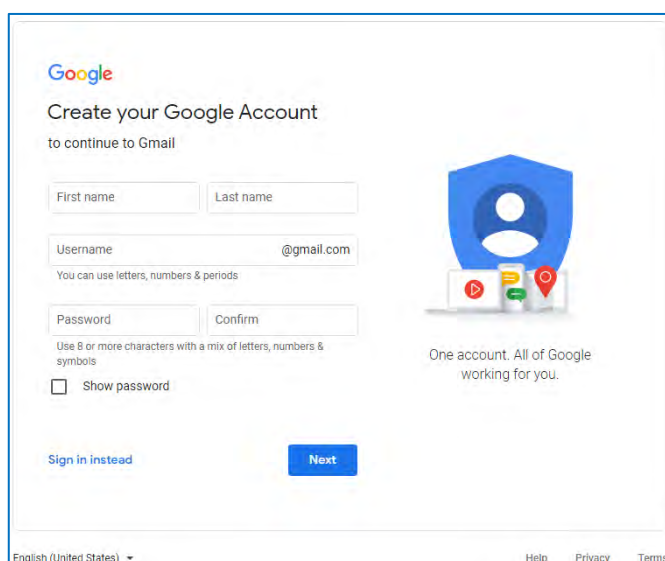 Google
Create your Google Account
to continue to Gmail
First name Last name
Username @gmail.com
You can use letters, numbers & periods
Password Confirm
Use 8 or more characters with a mix of letters, numbers &
symbols
Show password
One account. All of Google
working for you.
Sign in instead Next
English (United States) Help Privacy Terms